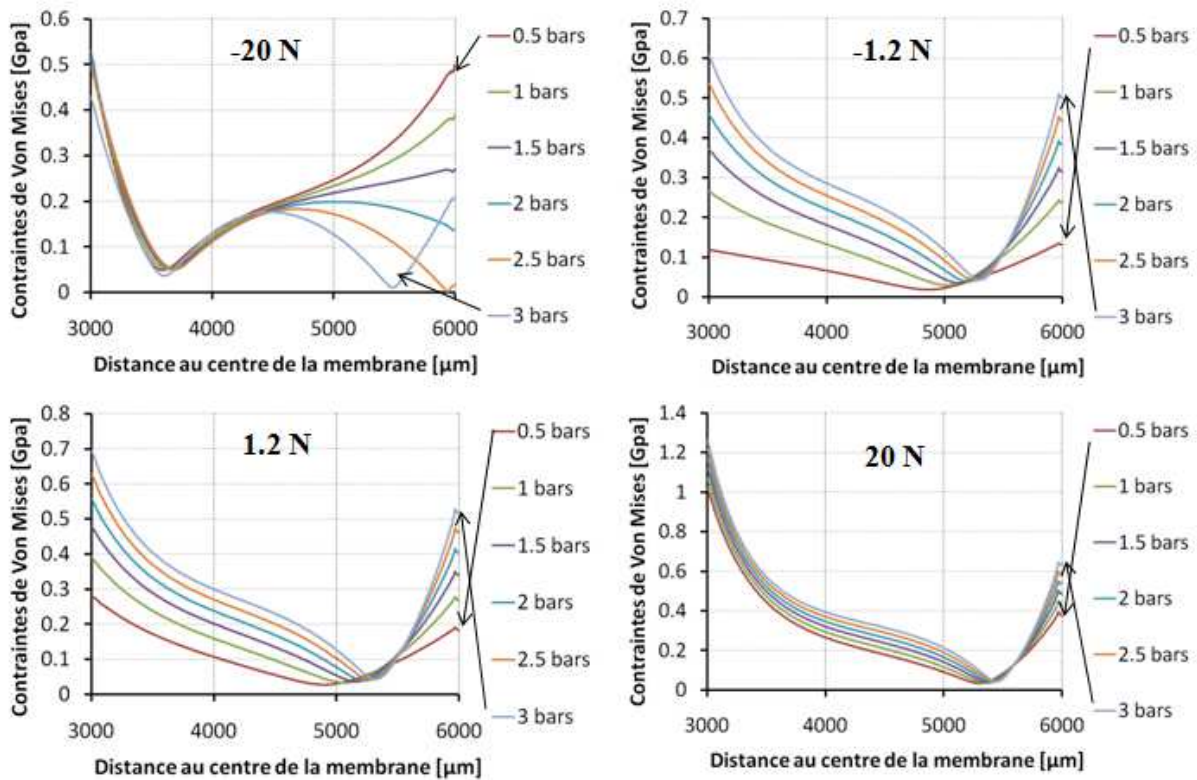 Contraintes de Von Mises [Gpa]
0.6
0.5
0.4
0.3
0.2
0.1
0
-20 N
0.5 bars
1 bars
1.5 bars
2 bars
2.5 bars
3 bars
3000 4000 5000 6000
Distance au centre de la membrane [µm]
Contraintes de Von Mises [Gpa]
0.7
0.6
0.5
0.4
0.3
0.2
0.1
0
-1.2 N
0.5 bars
1 bars
1.5 bars
2 bars
2.5 bars
3 bars
3000 4000 5000 6000
Distance au centre de la membrane [µm]
Contraintes de Von Mises [Gpa]
0.8
0.7
0.6
0.5
0.4
0.3
0.2
0.1
0
1.2 N
0.5 bars
1 bars
1.5 bars
2 bars
2.5 bars
3 bars
3000 4000 5000 6000
Distance au centre de la membrane [µm]
Contraintes de Von Mises [Gpa]
1.4
1.2
1
0.8
0.6
0.4
0.2
0
20 N
0.5 bars
1 bars
1.5 bars
2 bars
2.5 bars
3 bars
3000 4000 5000 6000
Distance au centre de la membrane [µm]